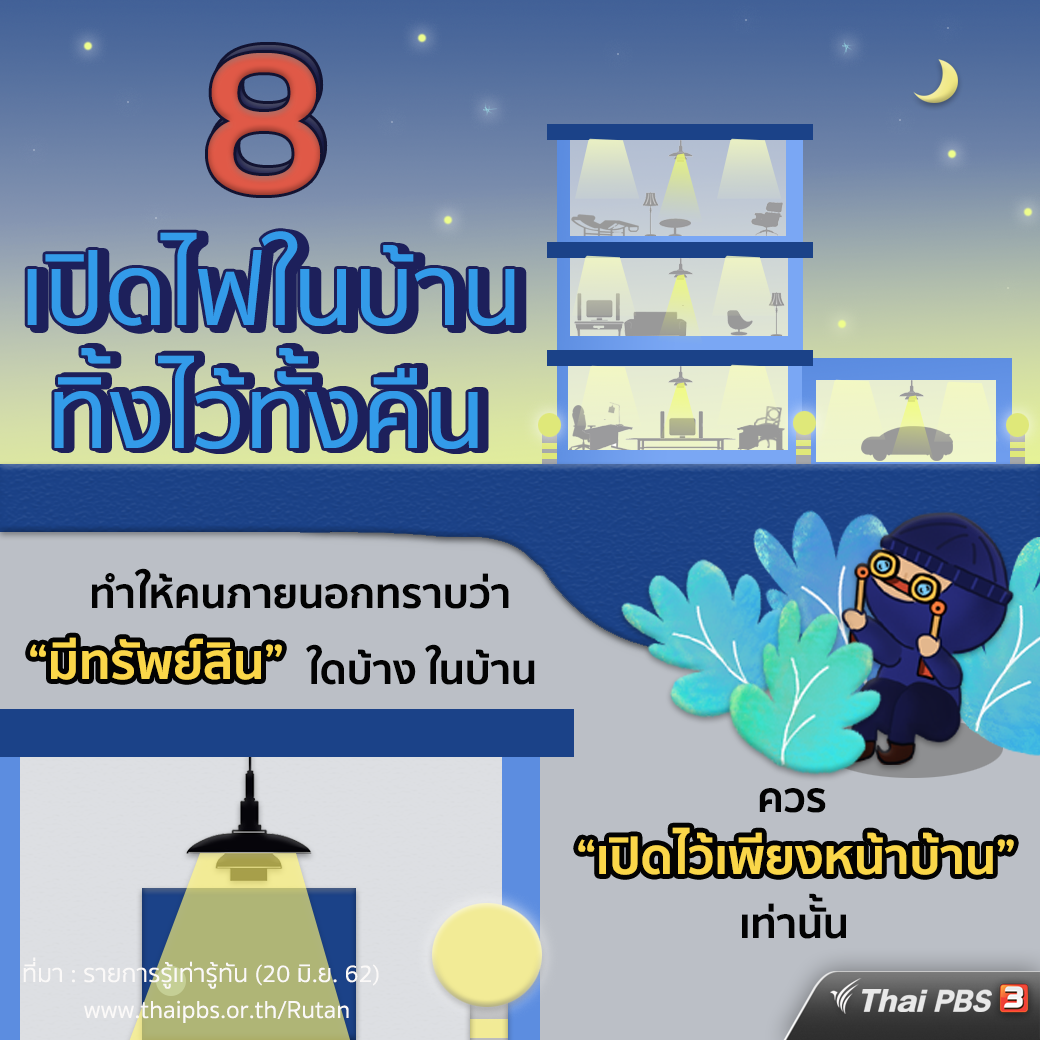 8
เปิดไฟในบ้าน
ทิ้งไว้ทั้งคืน
ทำให้คนภายนอกทราบว่า
“มีทรัพย์สิน” ใดบ้าง ในบ้าน
ควร
“เปิดไว้เพียงหน้าบ้าน”
เท่านั้น
ที่มา : รายการรู้เท่ารู้ทัน (20 มิ.ย. 62)
www.thaipbs.or.th/Rutan
Thai PBS 3